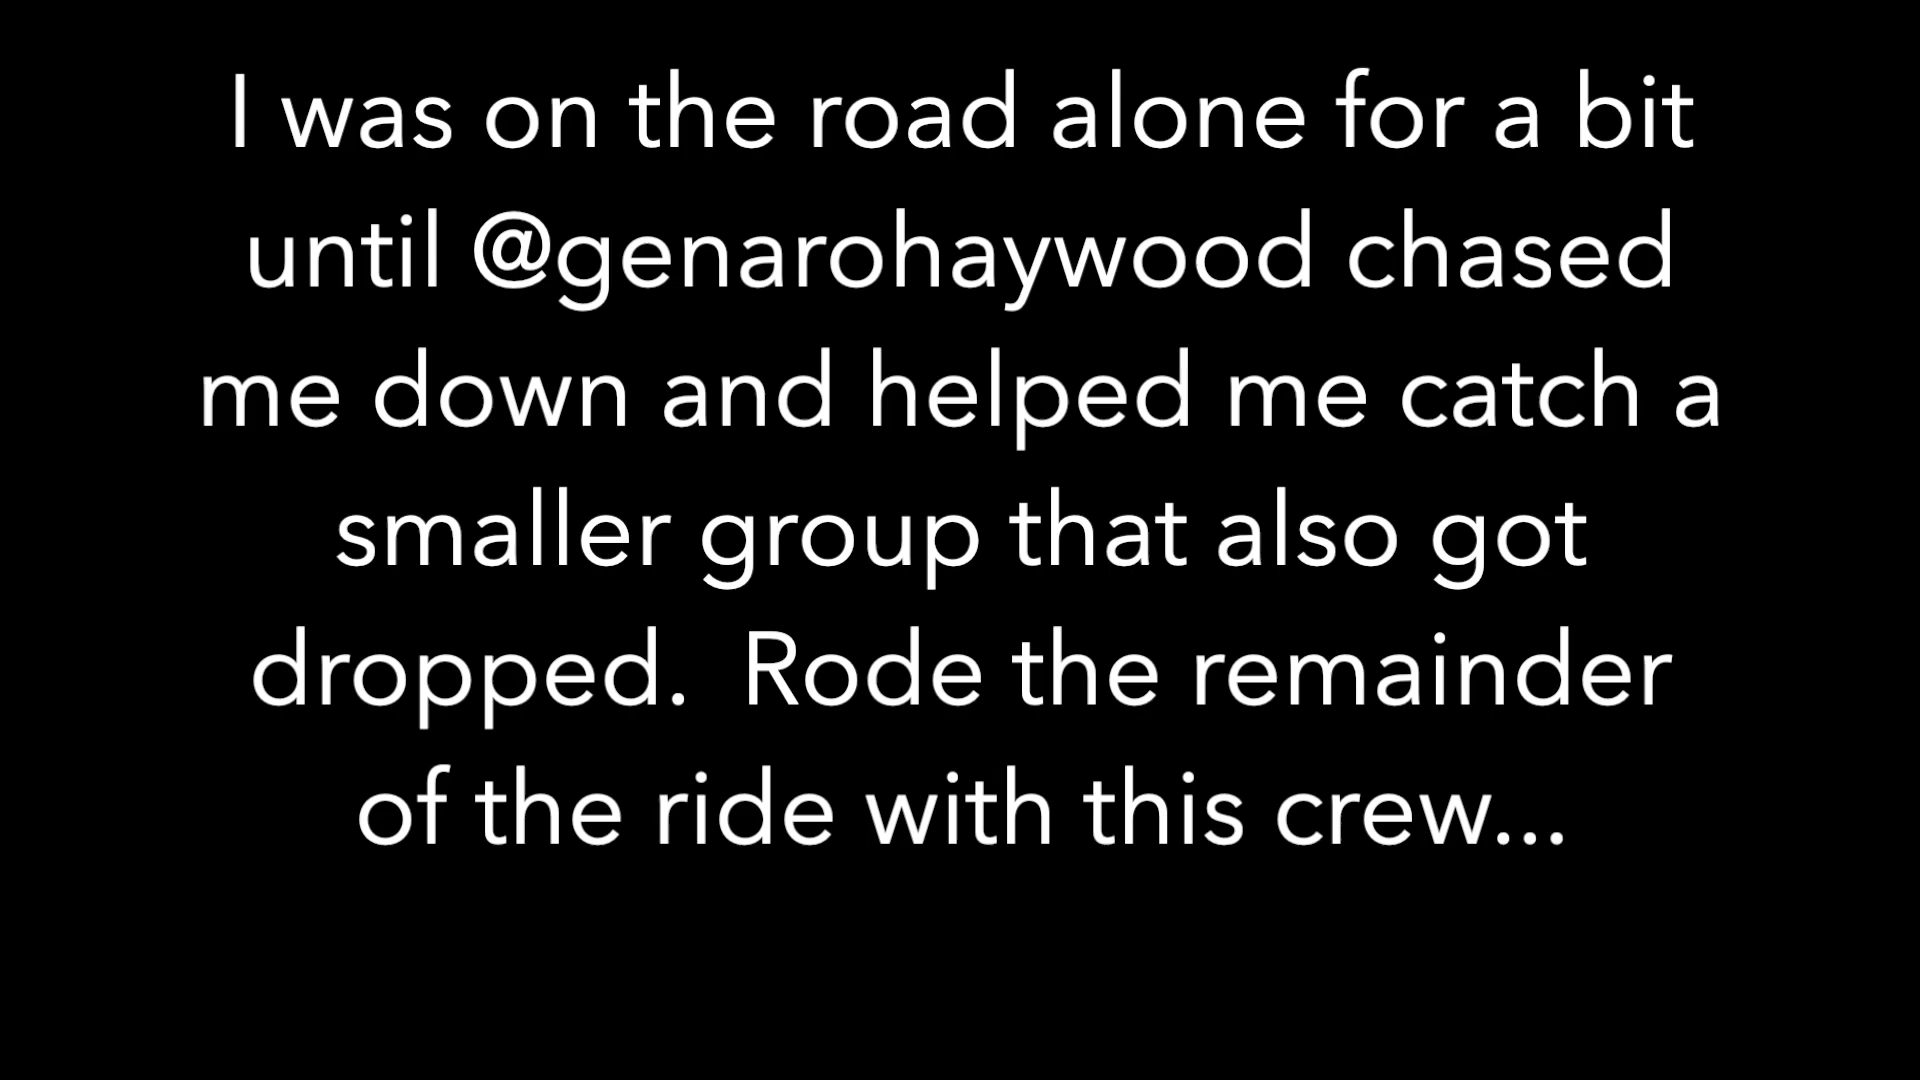 I was on the road alone for a bit
until @genarohaywood chased
me down and helped me catch a
smaller group that also got
dropped.  Rode the remainder
of the ride with this crew...